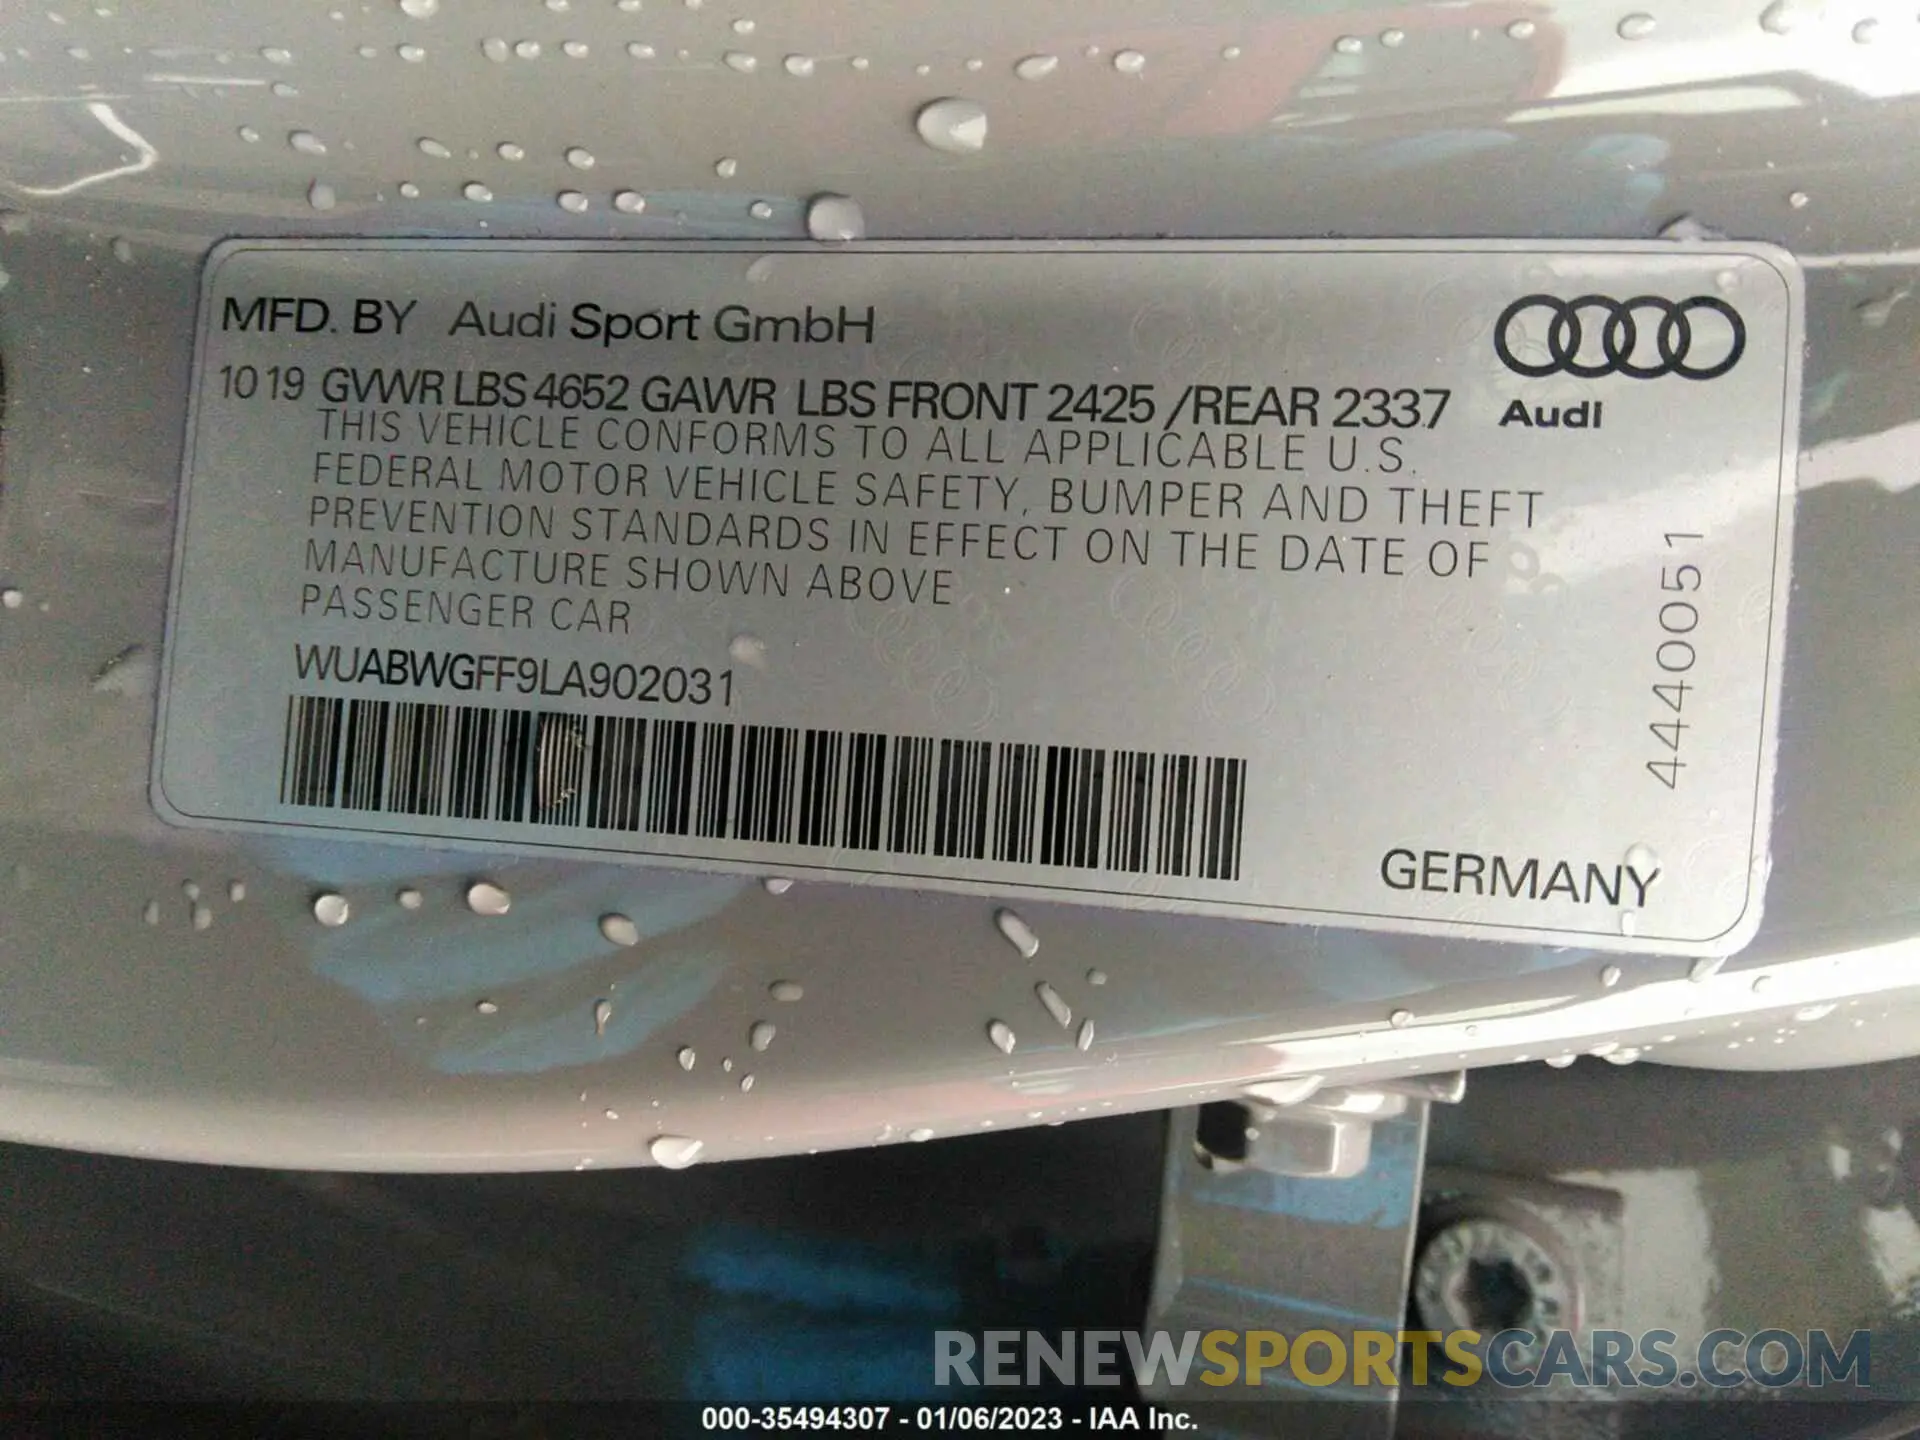 MFD. BY Audi Sport GmbH
1019 GVWR LBS 4652 GAWR LBS FRONT 2425 /REAR 2337
Audi
THIS VEHICLE CONFORMS TO ALL APPLICABLE U.S.
FEDERAL MOTOR VEHICLE SAFETY, BUMPER AND THEFT
PREVENTION STANDARDS IN EFFECT ON THE DATE OF
MANUFACTURE SHOWN ABOVE
PASSENGER CAR
WUABWGFF9LA902031
4440051
GERMANY
RENEWSPORTSCARS.COM
000-35494307 - 01/06/2023 - IAA Inc.